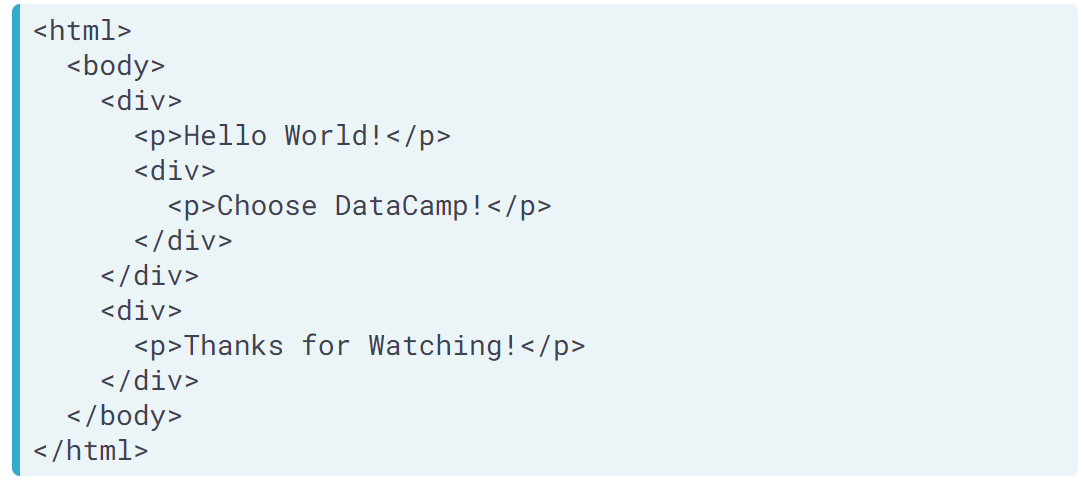 <html>
  <body>
    <div>
      <p>Hello World!</p>
      <div>
        <p>Choose DataCamp!</p>
      </div>
    </div>
    <div>
      <p>Thanks for Watching!</p>
    </div>
  </body>
</html>